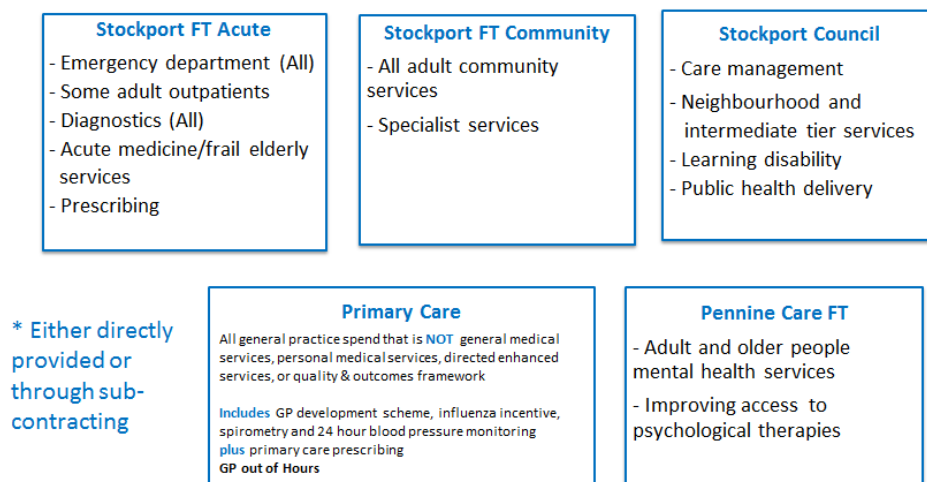 Stockport FT Acute
- Emergency department (All)
- Some adult outpatients
- Diagnostics (All)
- Acute medicine/frail elderly
services
- Prescribing
Stockport FT Community
- All adult community
services
- Specialist services
Stockport Council
- Care management
- Neighbourhood and
intermediate tier services
- Learning disability
- Public health delivery
* Either directly
provided or
through sub-
contracting
Primary Care
All general practice spend that is NOT general medical
services, personal medical services, directed enhanced
services, or quality & outcomes framework
Includes GP development scheme, influenza incentive,
spirometry and 24 hour blood pressure monitoring
plus primary care prescribing
GP out of Hours
Pennine Care FT
- Adult and older people
mental health services
- Improving access to
psychological therapies